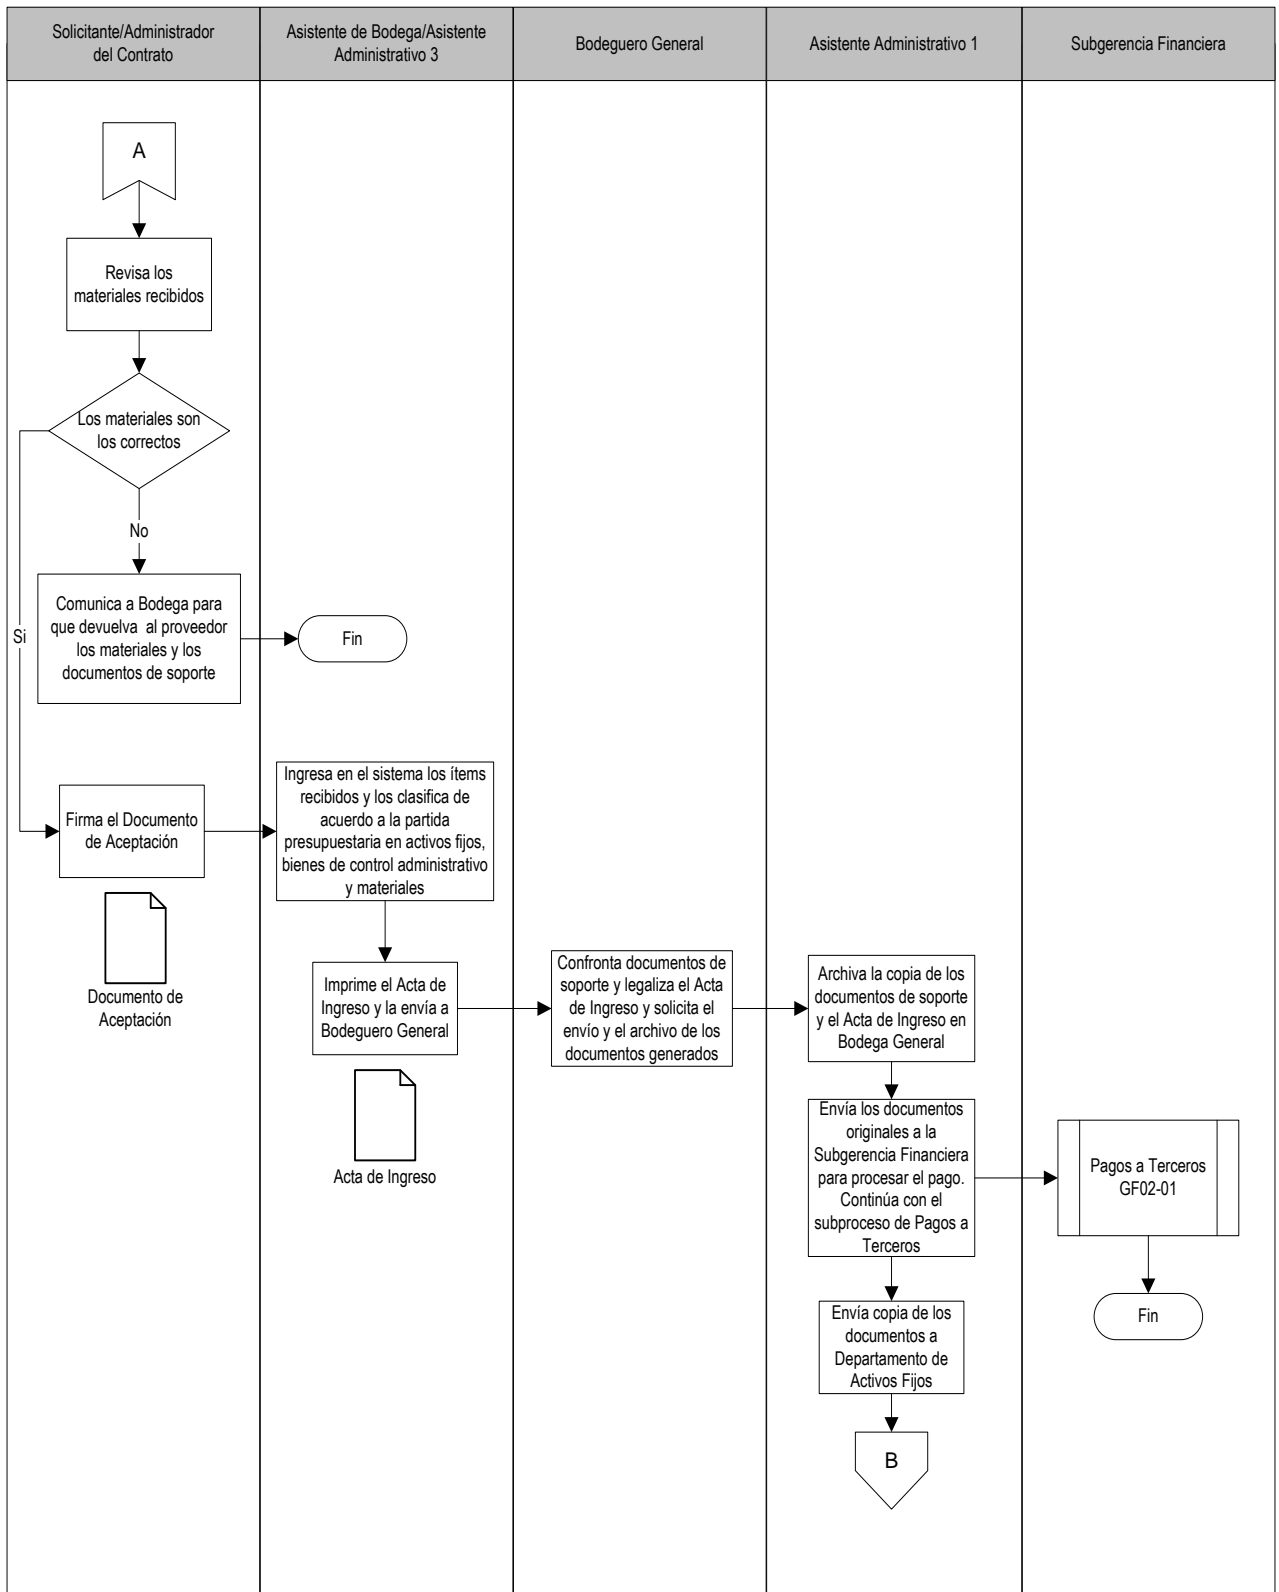 Solicitante/Administrador
del Contrato
Asistente de Bodega/Asistente
Administrativo 3
Bodeguero General
Asistente Administrativo 1
Subgerencia Financiera
A
Revisa los
materiales recibidos
Los materiales son
los correctos
No
Si
Comunica a Bodega para
que devuelva al proveedor
los materiales y los
documentos de soporte
Fin
Firma el Documento
de Aceptación
Documento de
Aceptación
Ingresa en el sistema los ítems
recibidos y los clasifica de
acuerdo a la partida
presupuestaria en activos fijos,
bienes de control administrativo
y materiales
Imprime el Acta de
Ingreso y la envía a
Bodeguero General
Acta de Ingreso
Confronta documentos de
soporte y legaliza el Acta
de Ingreso y solicita el
envío y el archivo de los
documentos generados
Archiva la copia de los
documentos de soporte
y el Acta de Ingreso en
Bodega General
Envía los documentos
originales a la
Subgerencia Financiera
para procesar el pago.
Continúa con el
subproceso de Pagos a
Terceros
Pagos a Terceros
GF02-01
Fin
Envía copia de los
documentos a
Departamento de
Activos Fijos
B